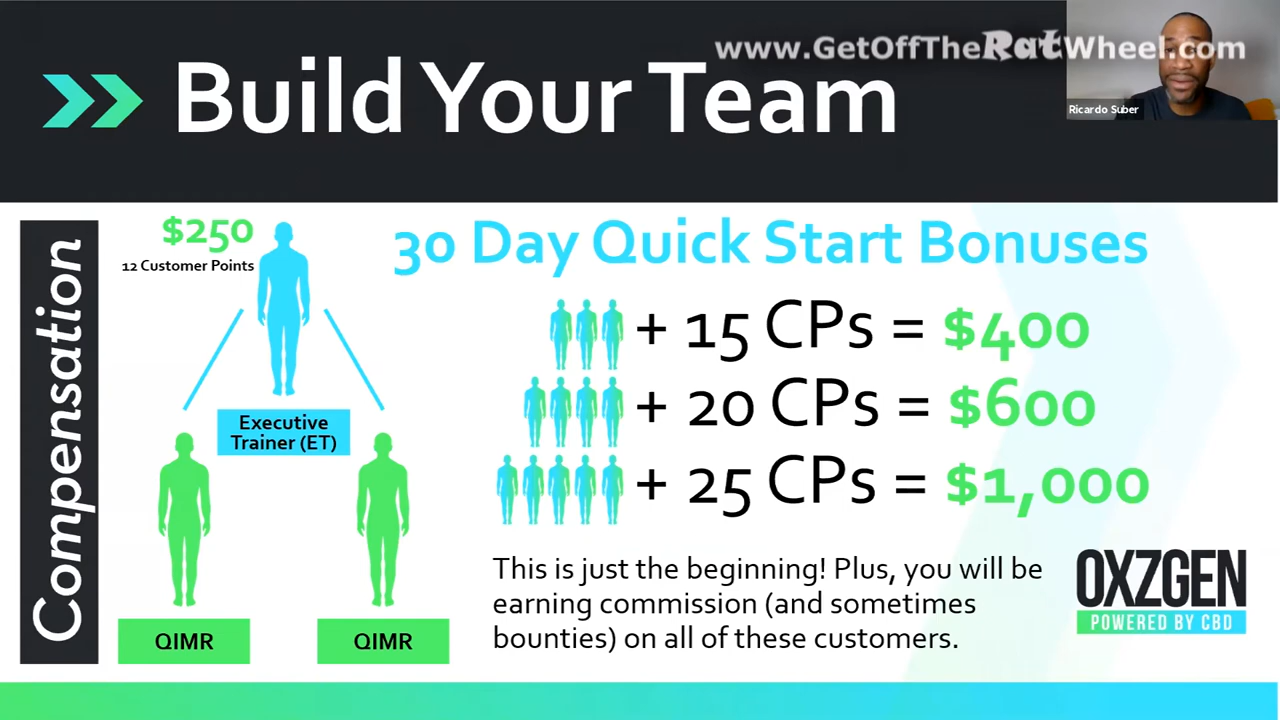 www.GetOffTheRatWheel.com
Ricardo Suber
Build Your Team
Compensation
$250
12 Customer Points
Executive
Trainer (ET)
QIMR
QIMR
30 Day Quick Start Bonuses
+ 15 CPs = $400
+ 20 CPs = $600
+ 25 CPs = $1,000
This is just the beginning! Plus, you will be
earning commission (and sometimes
bounties) on all of these customers.
OXZGEN
POWERED BY CBD